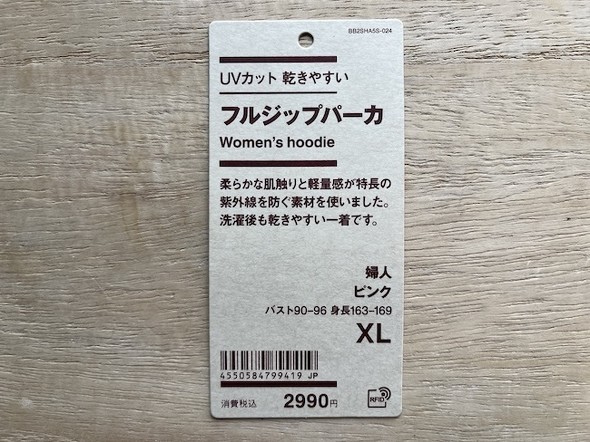 BB2SHA5S-024
UVカット 乾きやすい
フルジップパーカ
Women's hoodie
柔らかな肌触りと軽量感が特長の
紫外線を防ぐ素材を使いました。
洗濯後も乾きやすい一着です。
婦人
ピンク
バスト90-96 身長163-169
XL
4550584799419 JP
消費税込 2990円
RFID